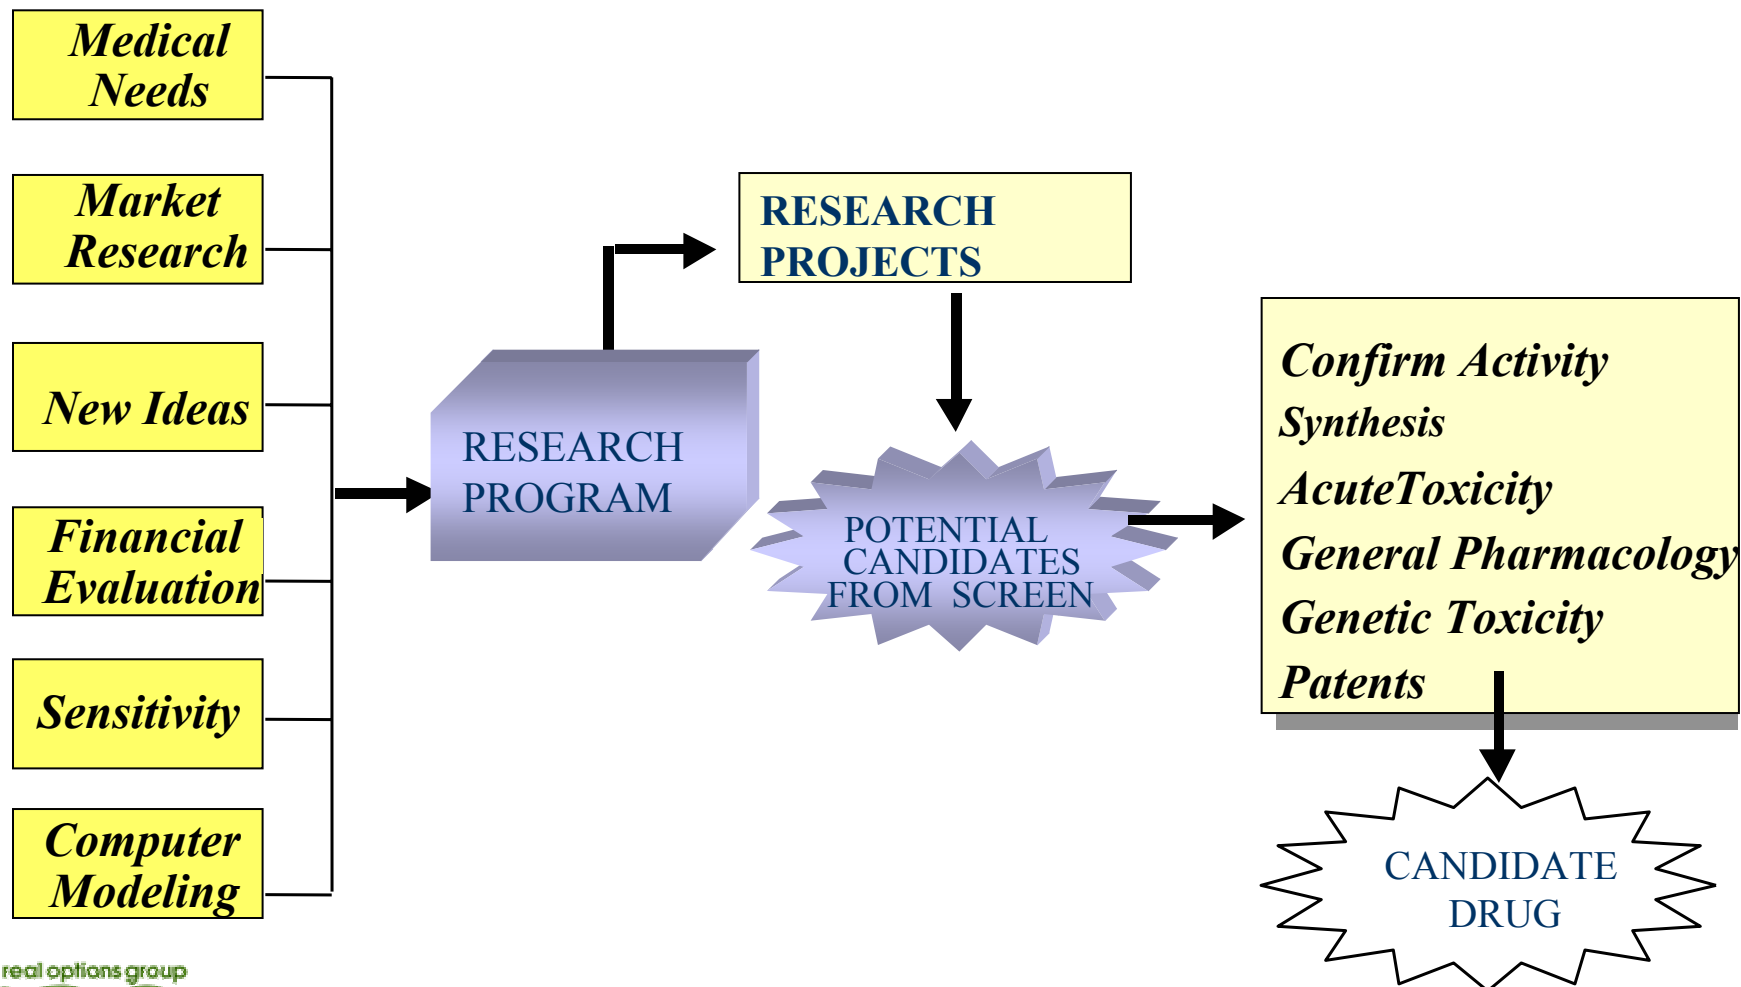 Medical
Needs
Market
Research
New Ideas
Financial
Evaluation
Sensitivity
Computer
Modeling
RESEARCH
PROGRAM
RESEARCH
PROJECTS
POTENTIAL
CANDIDATES
FROM SCREEN
Confirm Activity
Synthesis
AcuteToxicity
General Pharmacology
Genetic Toxicity
Patents
CANDIDATE
DRUG
real options group